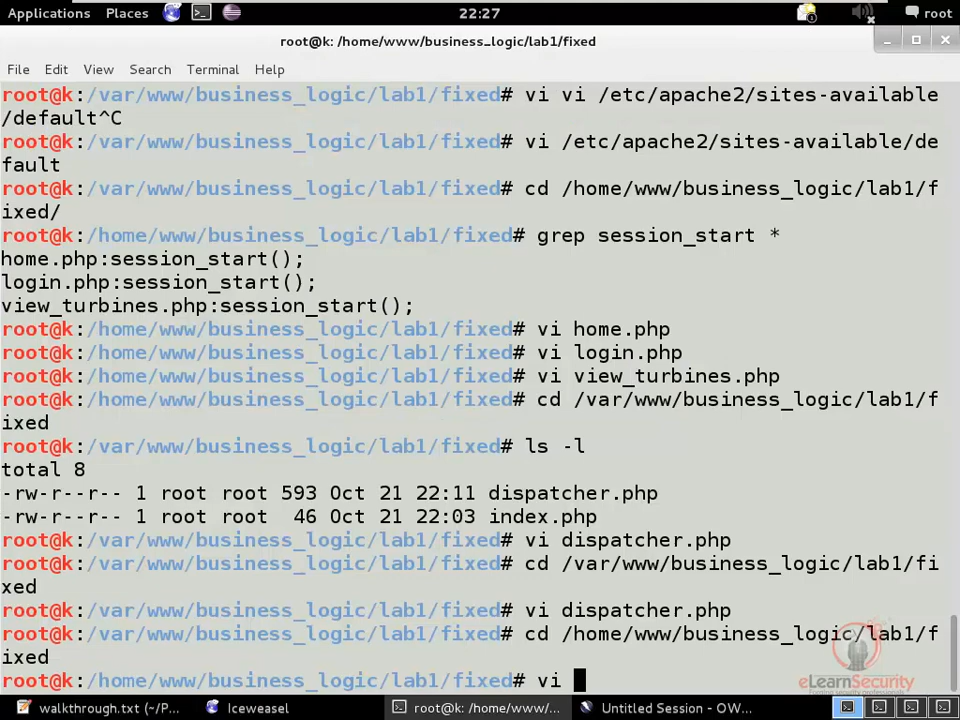 Applications Places 22:27 root
root@k: /home/www/business_logic/lab1/fixed
File Edit View Search Terminal Help
root@k:/var/www/business_logic/lab1/fixed# vi vi /etc/apache2/sites-available
/default^C
root@k:/var/www/business_logic/lab1/fixed# vi /etc/apache2/sites-available/de
fault
root@k:/var/www/business_logic/lab1/fixed# cd /home/www/business_logic/lab1/f
ixed/
root@k:/home/www/business_logic/lab1/fixed# grep session_start *
home.php:session_start();
login.php:session_start();
view_turbines.php:session_start();
root@k:/home/www/business_logic/lab1/fixed# vi home.php
root@k:/home/www/business_logic/lab1/fixed# vi login.php
root@k:/home/www/business_logic/lab1/fixed# vi view_turbines.php
root@k:/home/www/business_logic/lab1/fixed# cd /var/www/business_logic/lab1/f
ixed
root@k:/var/www/business_logic/lab1/fixed# ls -l
total 8
-rw-r--r-- 1 root root 593 Oct 21 22:11 dispatcher.php
-rw-r--r-- 1 root root  46 Oct 21 22:03 index.php
root@k:/var/www/business_logic/lab1/fixed# vi dispatcher.php
root@k:/var/www/business_logic/lab1/fixed# cd /var/www/business_logic/lab1/fi
xed
root@k:/var/www/business_logic/lab1/fixed# vi dispatcher.php
root@k:/var/www/business_logic/lab1/fixed# cd /home/www/business_logic/lab1/f
ixed
root@k:/home/www/business_logic/lab1/fixed# vi
eLearnSecurity
Forging security professionals
walkthrough.txt (~/P... Iceweasel root@k: /home/www/... Untitled Session - OW...